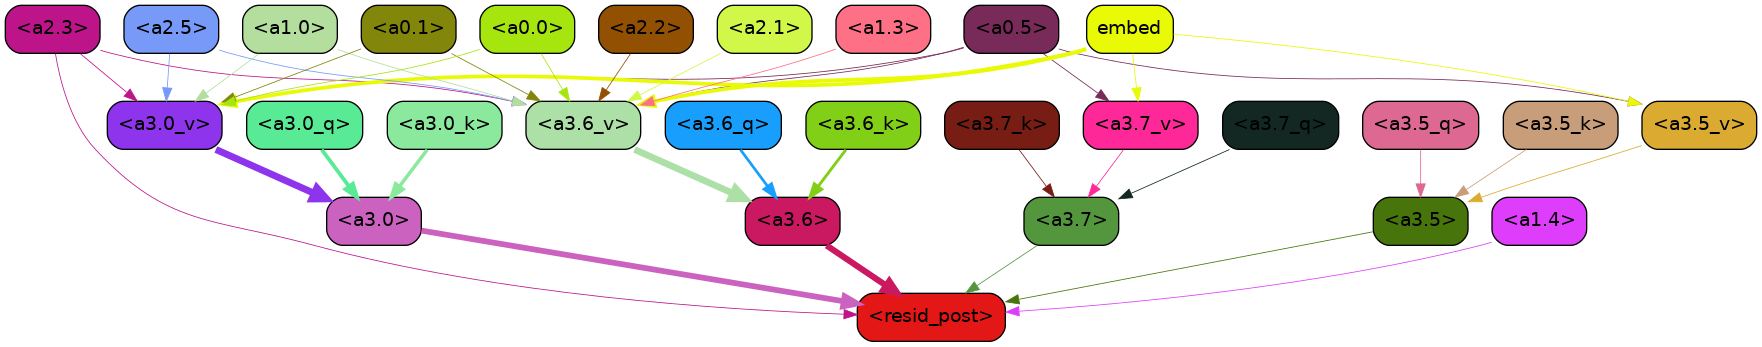 <a2.3> <a2.5> <a1.0> <a0.1> <a0.0> <a2.2> <a2.1> <a1.3> <a0.5> embed
<a3.0_v> <a3.0_q> <a3.0_k> <a3.6_v> <a3.6_q> <a3.6_k> <a3.7_k> <a3.7_v> <a3.7_q> <a3.5_q> <a3.5_k> <a3.5_v>
<a3.0> <a3.6> <a3.7> <a3.5> <a1.4>
<resid_post>